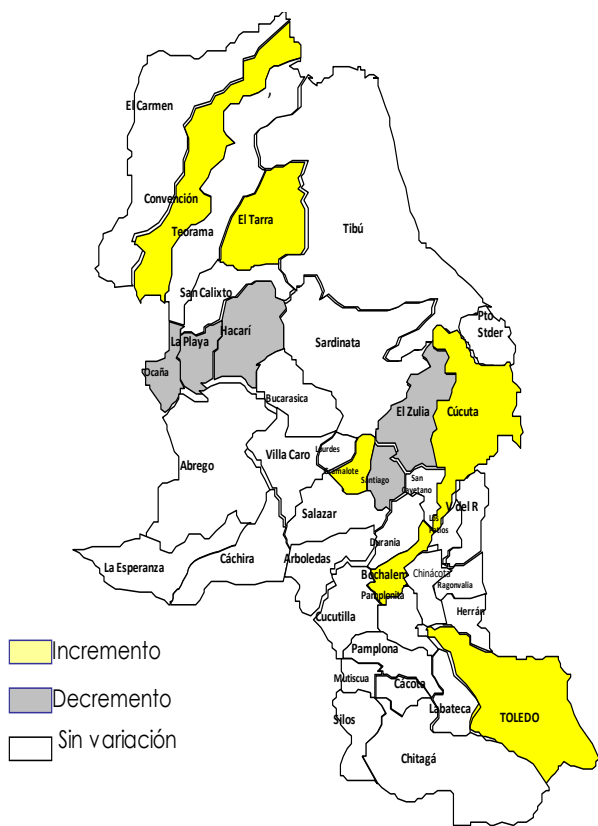 El Carmen
Convención
Teorama
El Tarra
Tibú
San Calixto
Hacarí
La Playa
Ocaña
Sardinata
Pto
Stder
Bucarasica
El Zulia
Cúcuta
Abrego
Villa Caro
Lourdes
Gramalote
Santiago
San
Cayetano
Salazar
V del R
Los
Patios
Durania
La Esperanza
Cáchira
Arboledas
Bochalema
Chinácota
Ragonvalia
Pamplonita
Cucutilla
Herrán
Pamplona
Mutiscua
Cácota
Silos
Labateca
TOLEDO
Chitagá
Incremento
Decremento
Sin variación